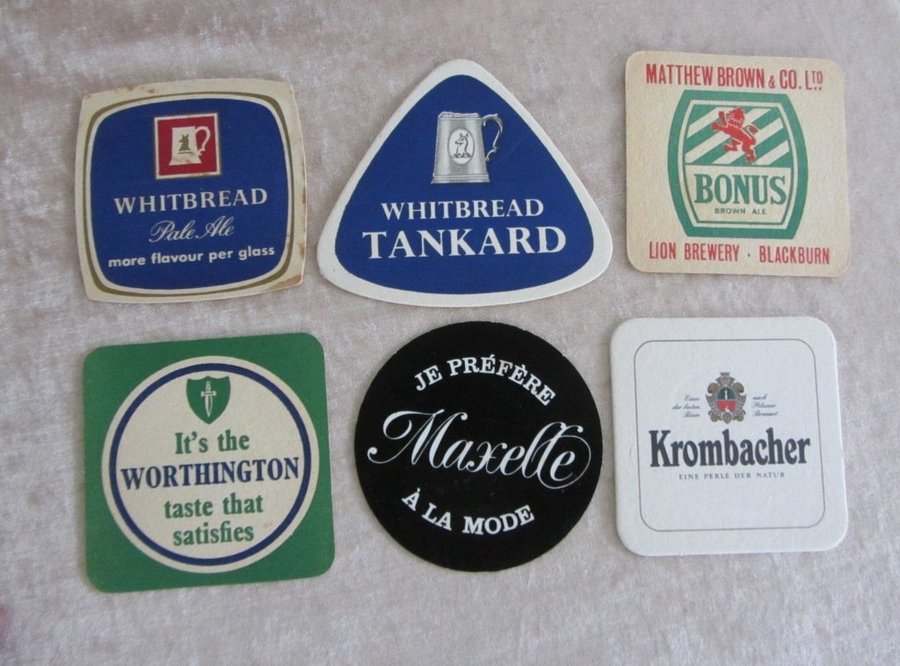 WHITBREAD
Pale Ale
more flavour per glass
WHITBREAD
TANKARD
MATTHEW BROWN & CO. LTD
BONUS
BROWN ALE
LION BREWERY · BLACKBURN
It's the
WORTHINGTON
taste that
satisfies
JE PRÉFÈRE
Maxelle
À LA MODE
Krombacher
EINE PERLE DER NATUR